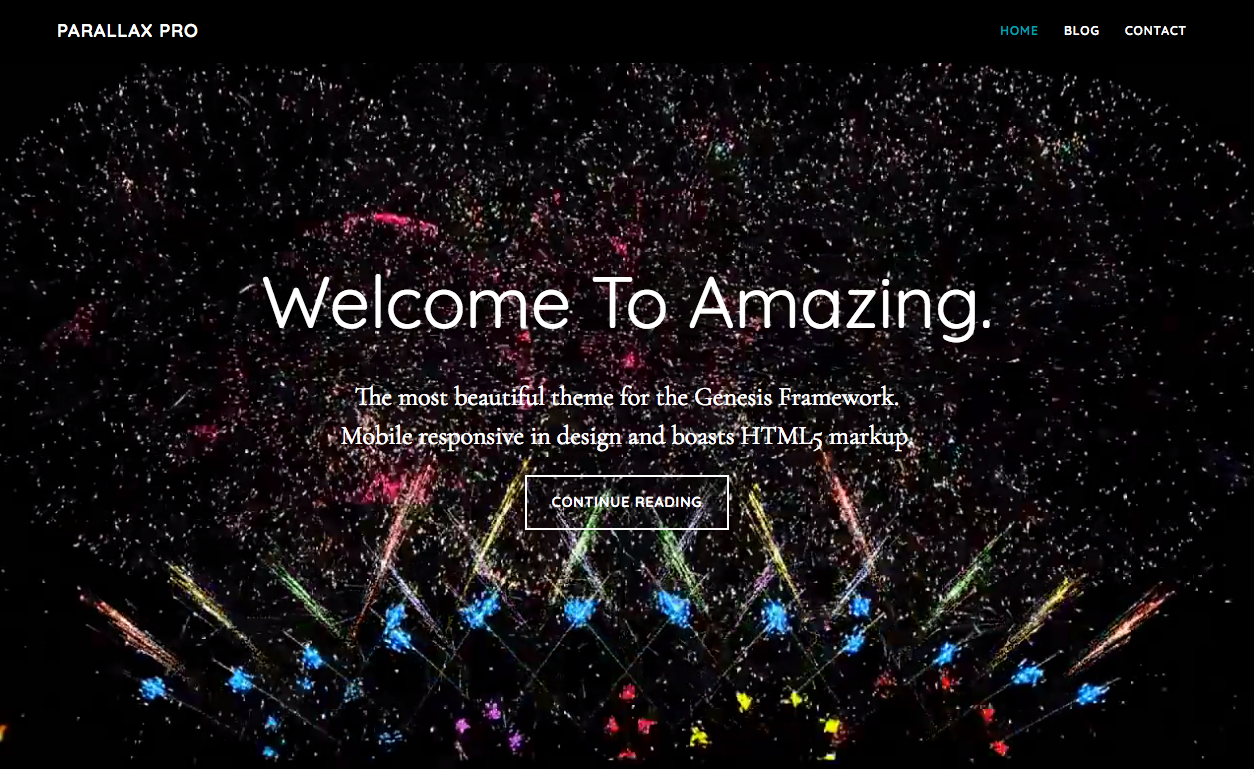 PARALLAX PRO
HOME BLOG CONTACT
Welcome To Amazing.
The most beautiful theme for the Genesis Framework.
Mobile responsive in design and boasts HTML5 markup.
CONTINUE READING